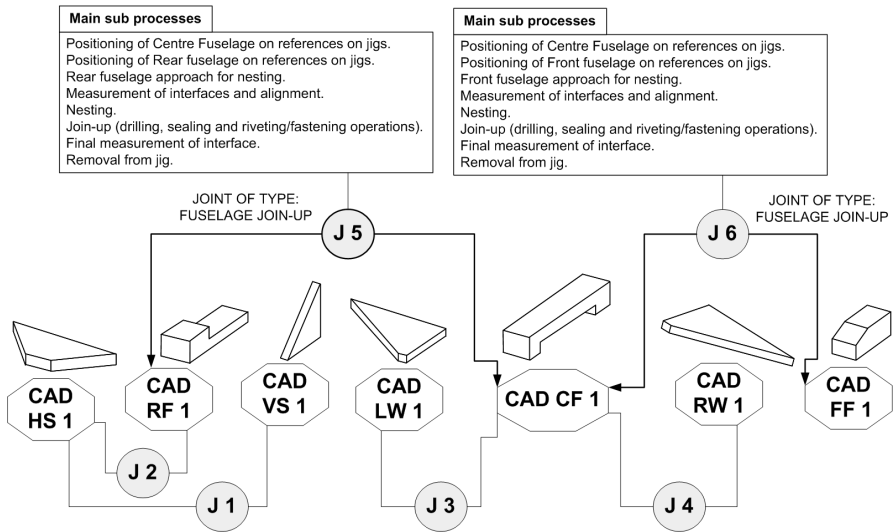 Main sub processes
Positioning of Centre Fuselage on references on jigs.
Positioning of Rear fuselage on references on jigs.
Rear fuselage approach for nesting.
Measurement of interfaces and alignment.
Nesting.
Join-up (drilling, sealing and riveting/fastening operations).
Final measurement of interface.
Removal from jig.
Main sub processes
Positioning of Centre Fuselage on references on jigs.
Positioning of Front fuselage on references on jigs.
Front fuselage approach for nesting.
Measurement of interfaces and alignment.
Nesting.
Join-up (drilling, sealing and riveting/fastening operations).
Final measurement of interface.
Removal from jig.
JOINT OF TYPE:
FUSELAGE JOIN-UP
J 5
J 6
JOINT OF TYPE:
FUSELAGE JOIN-UP
CAD
HS 1
CAD
RF 1
CAD
VS 1
CAD
LW 1
CAD CF 1
CAD
RW 1
CAD
FF 1
J 2
J 1
J 3
J 4